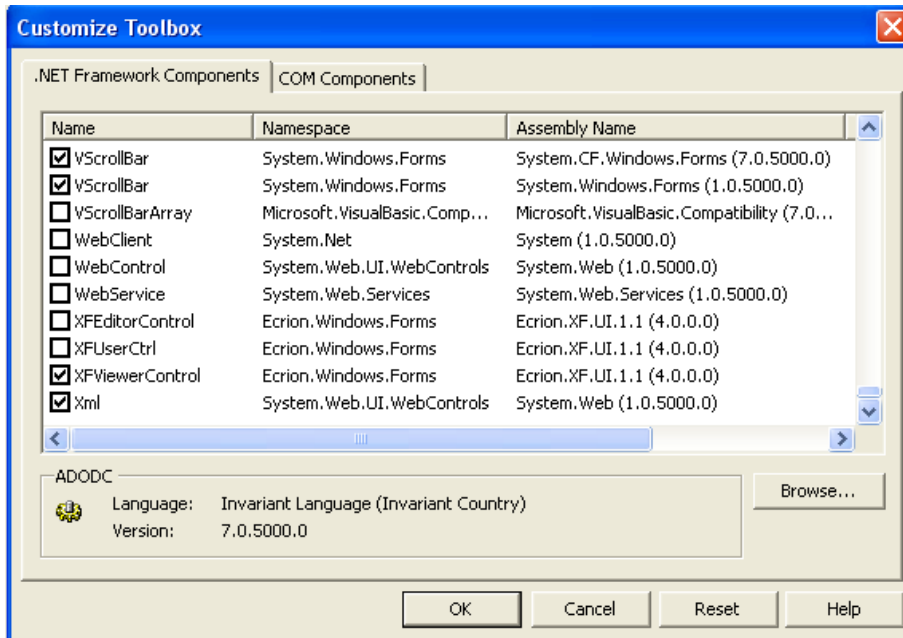 Customize Toolbox
.NET Framework Components COM Components
Name Namespace Assembly Name
VScrollBar System.Windows.Forms System.CF.Windows.Forms (7.0.5000.0)
VScrollBar System.Windows.Forms System.Windows.Forms (1.0.5000.0)
VScrollBarArray Microsoft.VisualBasic.Comp... Microsoft.VisualBasic.Compatibility (7.0...
WebClient System.Net System (1.0.5000.0)
WebControl System.Web.UI.WebControls System.Web (1.0.5000.0)
WebService System.Web.Services System.Web.Services (1.0.5000.0)
XFEditorControl Ecrion.Windows.Forms Ecrion.XF.UI.1.1 (4.0.0.0)
XFUserCtrl Ecrion.Windows.Forms Ecrion.XF.UI.1.1 (4.0.0.0)
XFViewerControl Ecrion.Windows.Forms Ecrion.XF.UI.1.1 (4.0.0.0)
Xml System.Web.UI.WebControls System.Web (1.0.5000.0)
ADODC
Browse...
Language: Invariant Language (Invariant Country)
Version: 7.0.5000.0
OK Cancel Reset Help